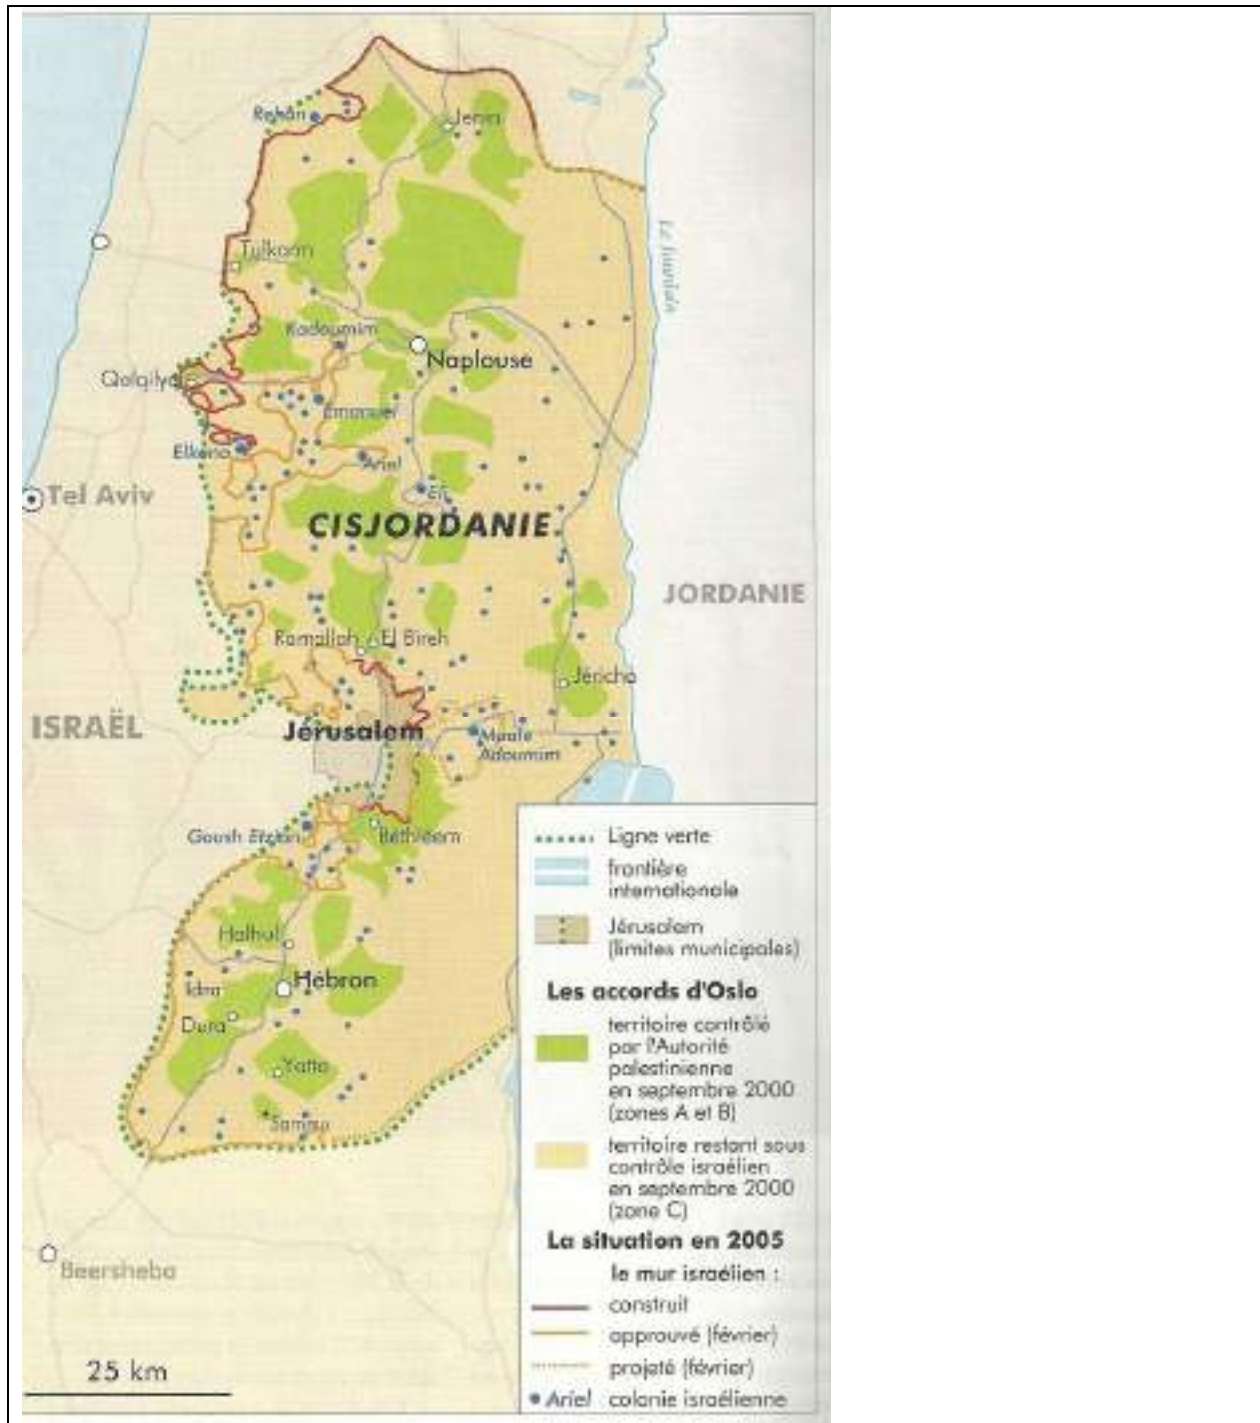 Rehân
Jenin
Tulkarm
Le Jourdain
Kadoumim
Naplouse
Qalqilya
Emanuel
Elkana
Ariel
Tel Aviv
Eli
CISJORDANIE
JORDANIE
Ramallah
El Bireh
Jéricho
ISRAËL
Jérusalem
Maale
Adoumim
Goush Etzion
Bethléem
Halhul
Idna
Hébron
Dura
Yatta
Sammu
Beersheba
25 km
Ligne verte
frontière
internationale
Jérusalem
(limites municipales)
Les accords d'Oslo
territoire contrôlé
par l'Autorité
palestinienne
en septembre 2000
(zones A et B)
territoire restant sous
contrôle israélien
en septembre 2000
(zone C)
La situation en 2005
le mur israélien :
construit
approuvé (février)
projeté (février)
Ariel colonie israélienne